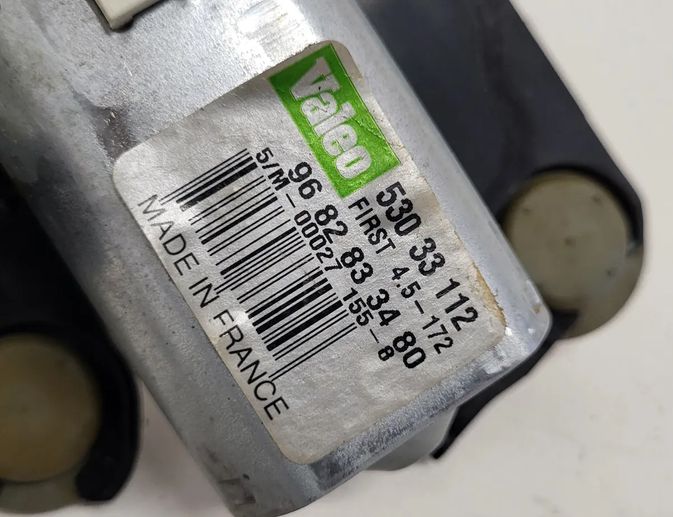 Valeo
530 33 112
FIRST 4.5-172
96 82 83 34 80
5/M-00027 155-B
MADE IN FRANCE